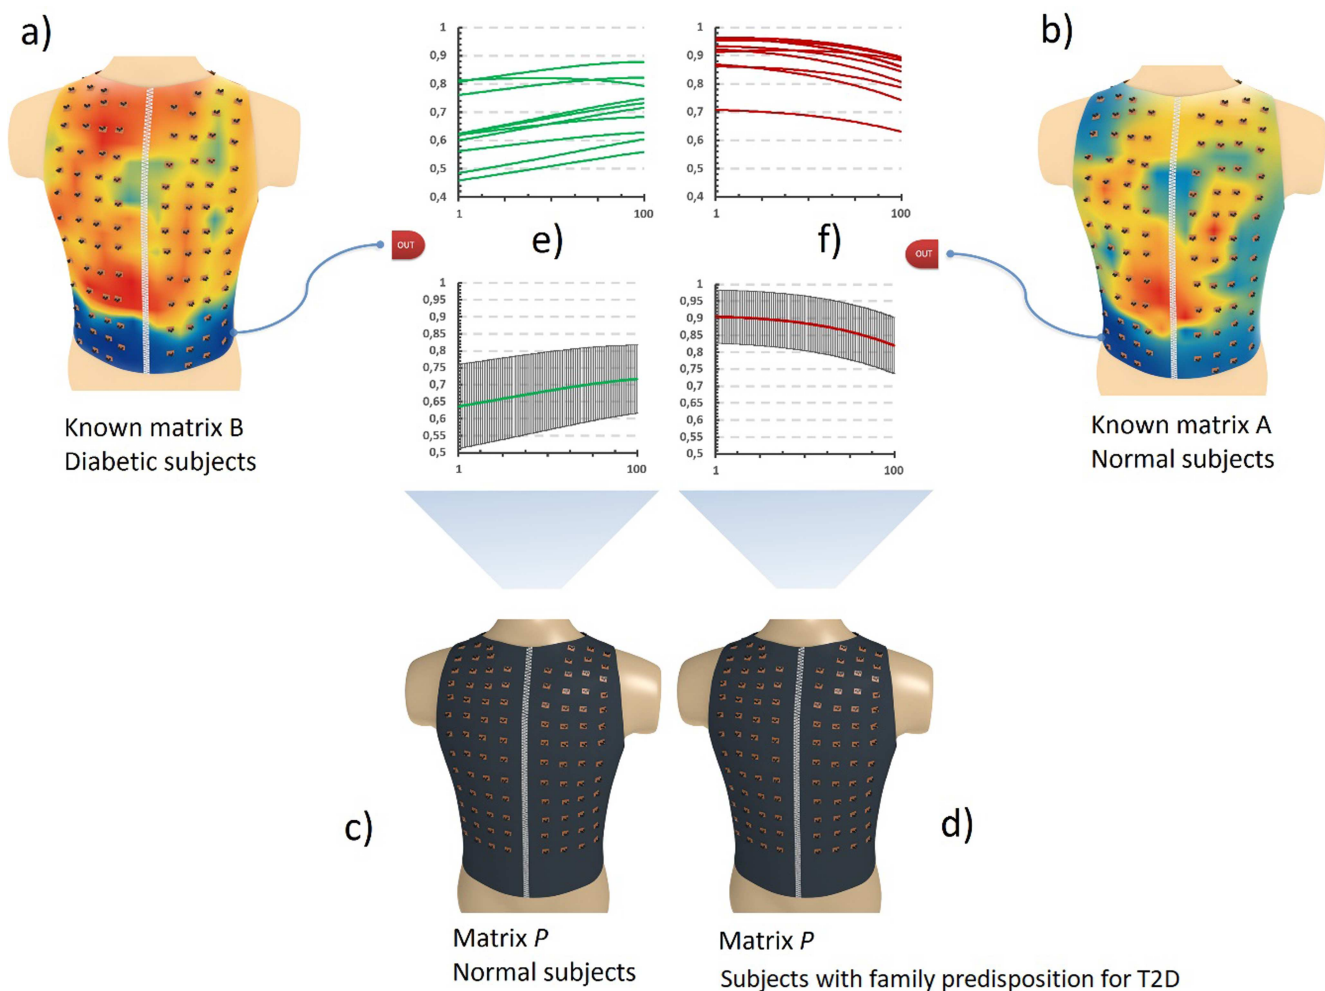 a)
b)
1
0,9
0,8
0,7
0,6
0,5
0,4
1
100
1
0,9
0,8
0,7
0,6
0,5
0,4
1
100
OUT
e)
f)
OUT
1
0,95
0,9
0,85
0,8
0,75
0,7
0,65
0,6
0,55
0,5
1
100
1
0,95
0,9
0,85
0,8
0,75
0,7
0,65
0,6
0,55
0,5
1
100
Known matrix B
Diabetic subjects
Known matrix A
Normal subjects
c)
d)
Matrix P
Normal subjects
Matrix P
Subjects with family predisposition for T2D